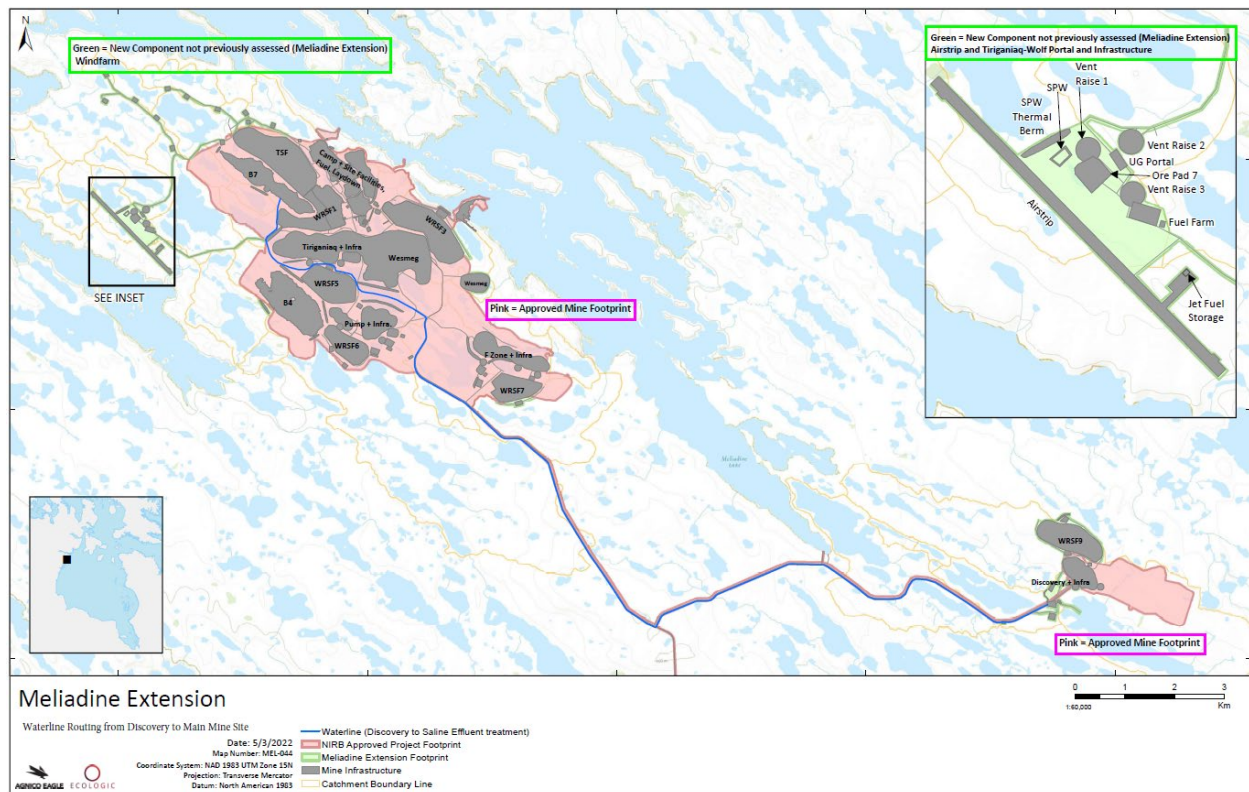 N
Green = New Component not previously assessed (Meliadine Extension)
Windfarm
Green = New Component not previously assessed (Meliadine Extension)
Airstrip and Tiriganiaq-Wolf Portal and Infrastructure
Vent
Raise 1
SPW
SPW
Thermal
Berm
Vent Raise 2
UG Portal
Ore Pad 7
Vent Raise 3
Airstrip
Fuel Farm
Jet Fuel
Storage
TSF
Camp + Site Facilities,
Fuel, Laydown.
B7
WRSF1
WRSF3
Tiriganiaq + Infra
Wesmeg
SEE INSET
WRSF5
Wesmeg
B4
Pink = Approved Mine Footprint
Pump + Infra.
WRSF6
F Zone + Infra
WRSF7
Meliadine
Lake
WRSF9
Discovery + Infra
Pink = Approved Mine Footprint
Meliadine Extension
Waterline Routing from Discovery to Main Mine Site
Date: 5/3/2022
Map Number: MEL-044
Coordinate System: NAD 1983 UTM Zone 15N
Projection: Transverse Mercator
Datum: North American 1983
AGNICO EAGLE
ECOLOGIC
Waterline (Discovery to Saline Effluent treatment)
NIRB Approved Project Footprint
Meliadine Extension Footprint
Mine Infrastructure
Catchment Boundary Line
0 1 2 3
1:60,000
Km